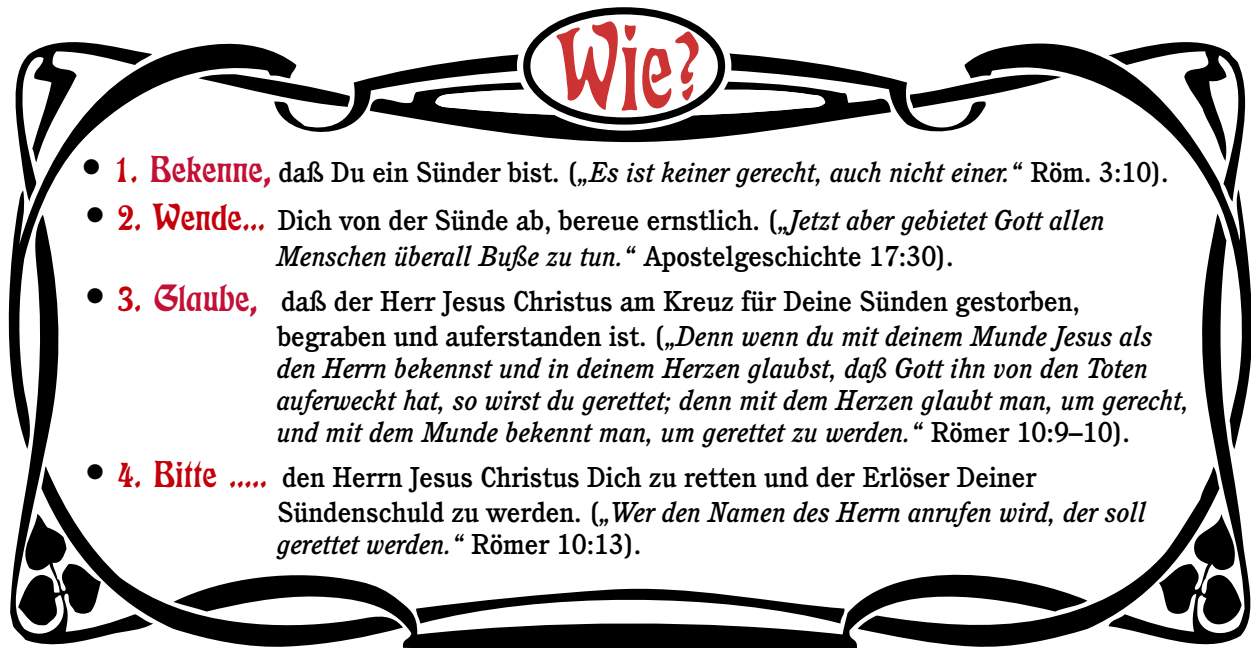 Wie?
• 1. Bekenne, daß Du ein Sünder bist. („Es ist keiner gerecht, auch nicht einer.“ Röm. 3:10).
• 2. Wende... Dich von der Sünde ab, bereue ernstlich. („Jetzt aber gebietet Gott allen
Menschen überall Buße zu tun.“ Apostelgeschichte 17:30).
• 3. Glaube, daß der Herr Jesus Christus am Kreuz für Deine Sünden gestorben,
begraben und auferstanden ist. („Denn wenn du mit deinem Munde Jesus als
den Herrn bekennst und in deinem Herzen glaubst, daß Gott ihn von den Toten
auferweckt hat, so wirst du gerettet; denn mit dem Herzen glaubt man, um gerecht,
und mit dem Munde bekennt man, um gerettet zu werden.“ Römer 10:9–10).
• 4. Bitte ..... den Herrn Jesus Christus Dich zu retten und der Erlöser Deiner
Sündenschuld zu werden. („Wer den Namen des Herrn anrufen wird, der soll
gerettet werden.“ Römer 10:13).